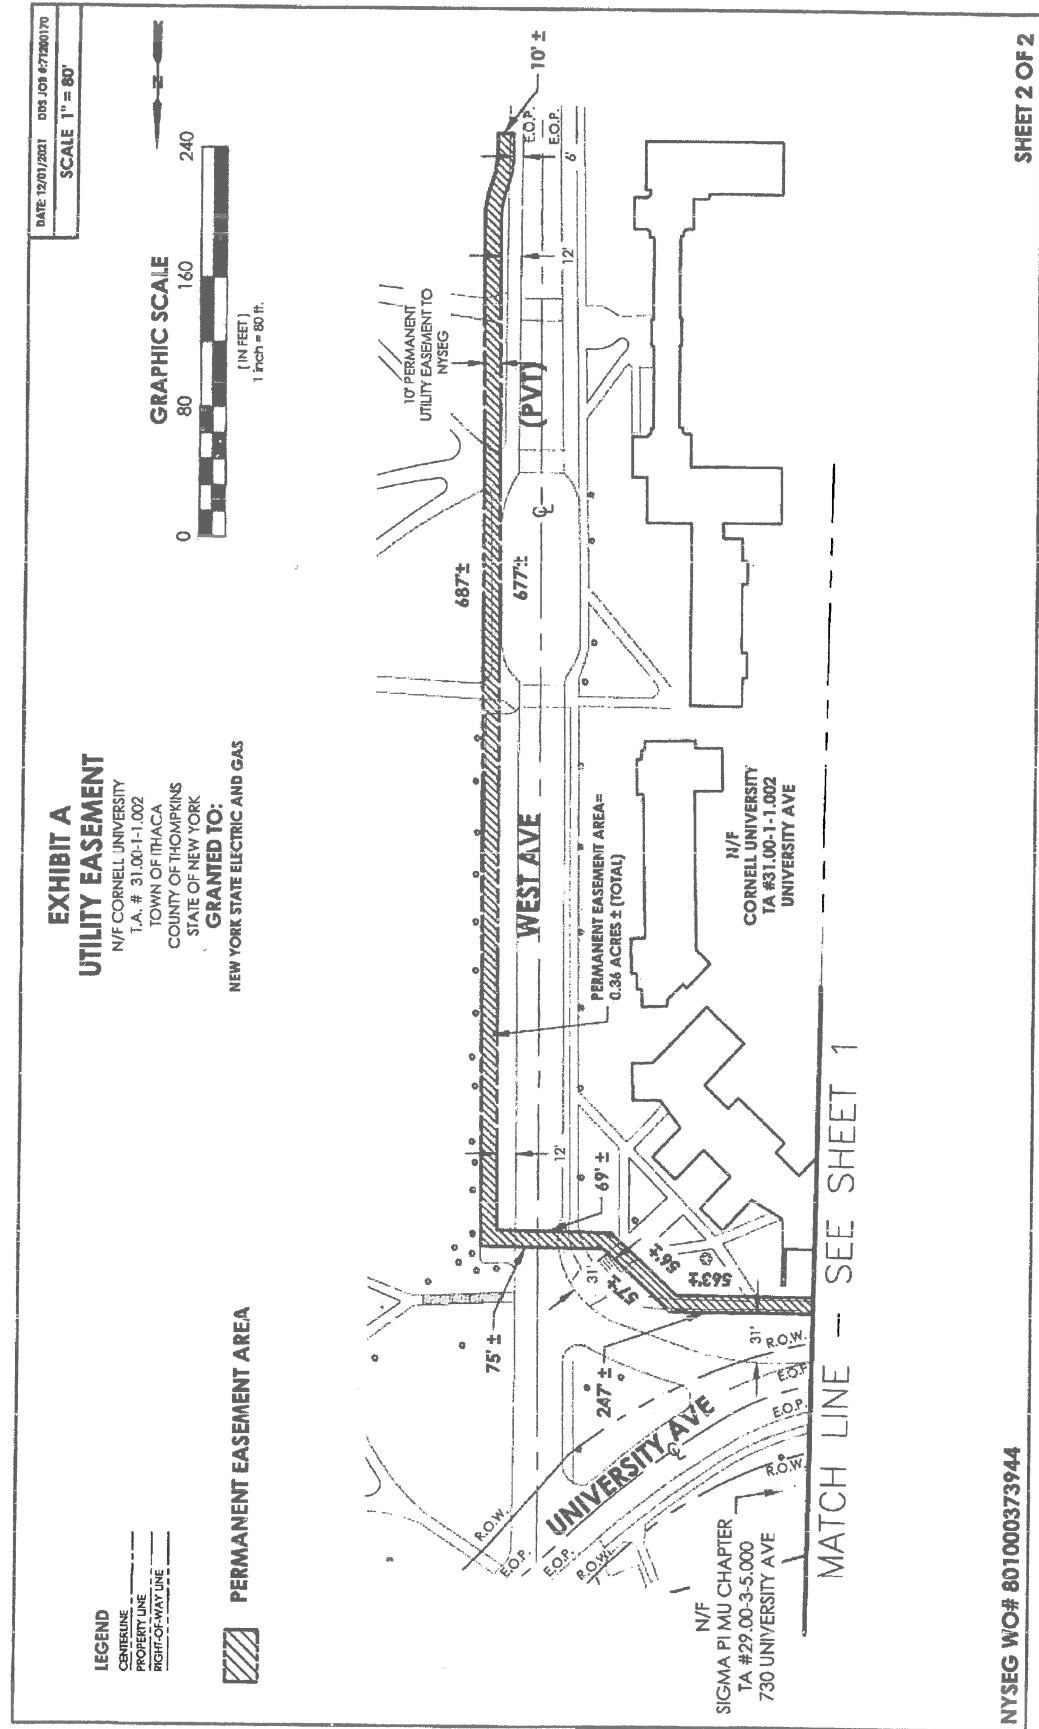 DATE: 12/01/2021 DDS JOB #:71200170
SCALE 1" = 80'
EXHIBIT A
UTILITY EASEMENT
N/F CORNELL UNIVERSITY
T.A. # 31.00-1-1.002
TOWN OF ITHACA
COUNTY OF THOMPKINS
STATE OF NEW YORK
GRANTED TO:
NEW YORK STATE ELECTRIC AND GAS
LEGEND
CENTERLINE
PROPERTY LINE
RIGHT-OF-WAY LINE
PERMANENT EASEMENT AREA
GRAPHIC SCALE
0 80 160 240
( IN FEET )
1 inch = 80 ft.
N
10' PERMANENT
UTILITY EASEMENT TO
NYSEG
10' ±
E.O.P.
E.O.P.
6'
12'
687'±
677'±
(PVT)
CL
WEST AVE
PERMANENT EASEMENT AREA=
0.36 ACRES ± (TOTAL)
12'
69' ±
75' ±
31'
57'±
56'±
563'±
247' ±
31'
R.O.W.
E.O.P.
E.O.P.
R.O.W.
UNIVERSITY AVE
CL
R.O.W.
E.O.P.
E.O.P.
R.O.W.
N/F
CORNELL UNIVERSITY
TA #31.00-1-1.002
UNIVERSITY AVE
N/F
SIGMA PI MU CHAPTER
TA #29.00-3-5.000
730 UNIVERSITY AVE
MATCH LINE - SEE SHEET 1
NYSEG WO# 801000373944
SHEET 2 OF 2